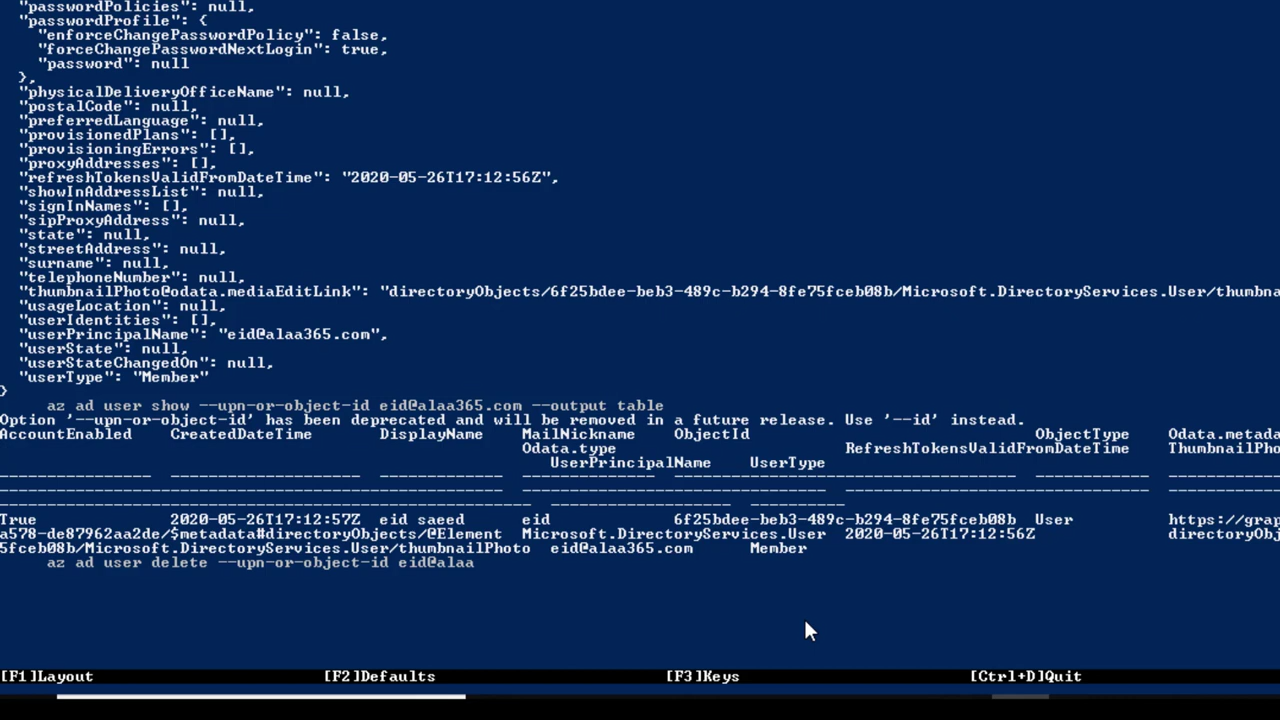 "passwordPolicies": null,
"passwordProfile": {
"enforceChangePasswordPolicy": false,
"forceChangePasswordNextLogin": true,
"password": null
},
"physicalDeliveryOfficeName": null,
"postalCode": null,
"preferredLanguage": null,
"provisionedPlans": [],
"provisioningErrors": [],
"proxyAddresses": [],
"refreshTokensValidFromDateTime": "2020-05-26T17:12:56Z",
"showInAddressList": null,
"signInNames": [],
"sipProxyAddress": null,
"state": null,
"streetAddress": null,
"surname": null,
"telephoneNumber": null,
"thumbnailPhoto@odata.mediaEditLink": "directoryObjects/6f25bdee-beb3-489c-b294-8fe75fceb08b/Microsoft.DirectoryServices.User/thumbna
"usageLocation": null,
"userIdentities": [],
"userPrincipalName": "eid@alaa365.com",
"userState": null,
"userStateChangedOn": null,
"userType": "Member"
}
az ad user show --upn-or-object-id eid@alaa365.com --output table
Option '--upn-or-object-id' has been deprecated and will be removed in a future release. Use '--id' instead.
AccountEnabled CreatedDateTime DisplayName MailNickname ObjectId ObjectType Odata.metada
Odata.type RefreshTokensValidFromDateTime ThumbnailPho
UserPrincipalName UserType
---------------- -------------------- ------------- -------------- ------------------------------------ ------------ ------------
----------------------------------------------------- -------------------------------- -------------------------------- ------------
-------------------------------------------------------- ------------------- ----------
True 2020-05-26T17:12:57Z eid saeed eid 6f25bdee-beb3-489c-b294-8fe75fceb08b User https://grap
a578-de87962aa2de/$metadata#directoryObjects/@Element Microsoft.DirectoryServices.User 2020-05-26T17:12:56Z directoryObj
5fceb08b/Microsoft.DirectoryServices.User/thumbnailPhoto eid@alaa365.com Member
az ad user delete --upn-or-object-id eid@alaa
[F1]Layout [F2]Defaults [F3]Keys [Ctrl+D]Quit